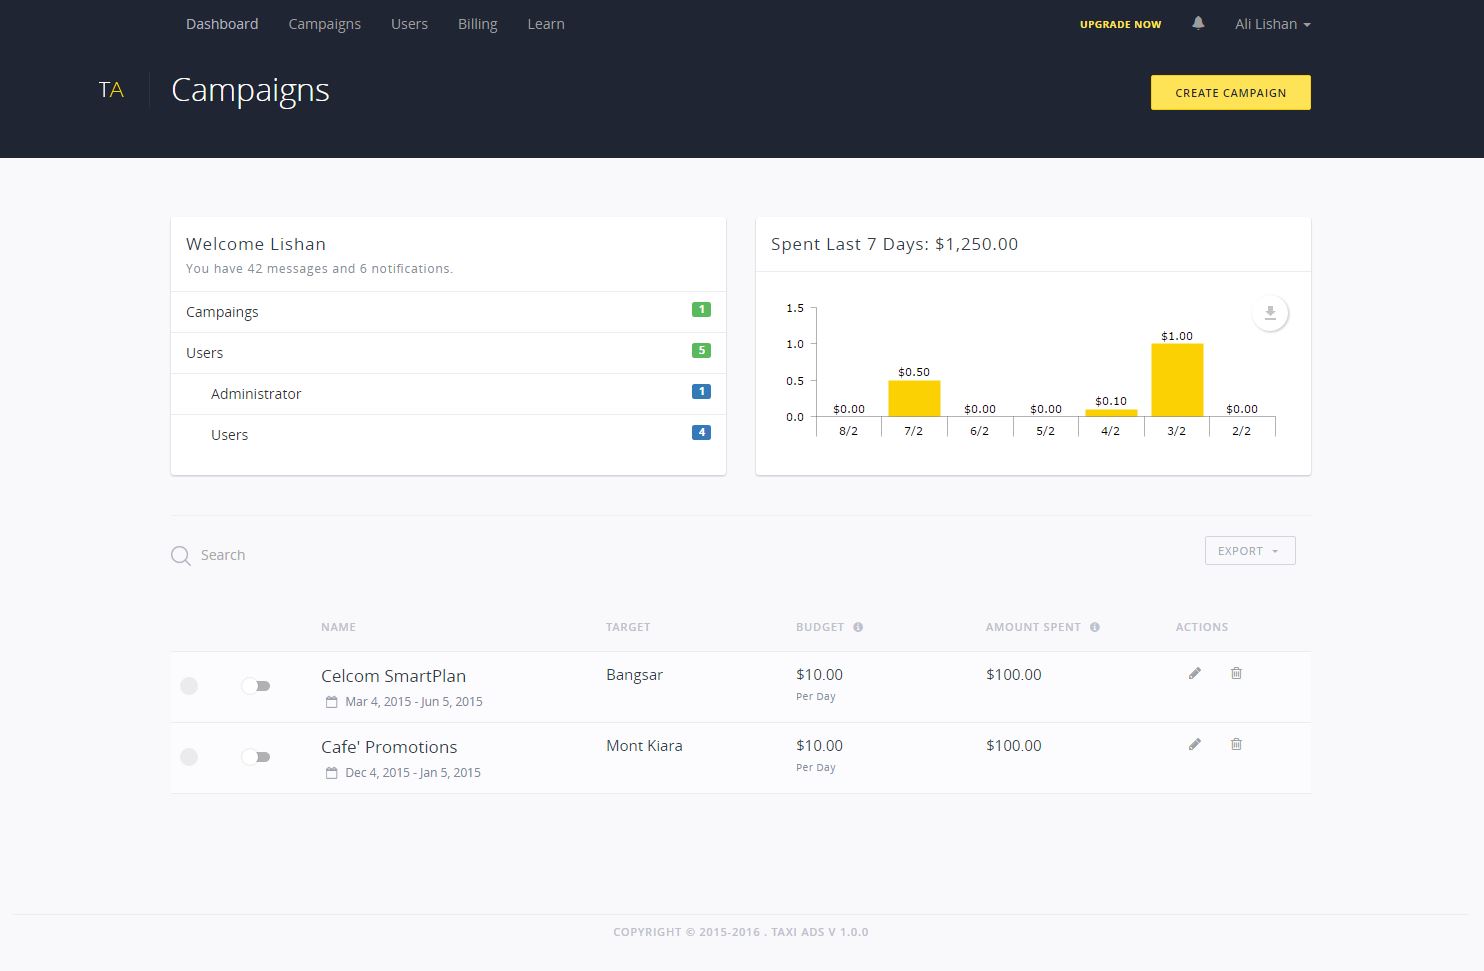 Dashboard Campaigns Users Billing Learn UPGRADE NOW Ali Lishan
TA Campaigns CREATE CAMPAIGN
Welcome Lishan
You have 42 messages and 6 notifications.
Campaings 1
Users 5
Administrator 1
Users 4
Spent Last 7 Days: $1,250.00
1.5
1.0
0.5
0.0
$0.00 $0.50 $0.00 $0.00 $0.10 $1.00 $0.00
8/2 7/2 6/2 5/2 4/2 3/2 2/2
Search EXPORT
NAME TARGET BUDGET AMOUNT SPENT ACTIONS
Celcom SmartPlan Bangsar $10.00 $100.00
Mar 4, 2015 - Jun 5, 2015 Per Day
Cafe' Promotions Mont Kiara $10.00 $100.00
Dec 4, 2015 - Jan 5, 2015 Per Day
COPYRIGHT © 2015-2016 . TAXI ADS V 1.0.0